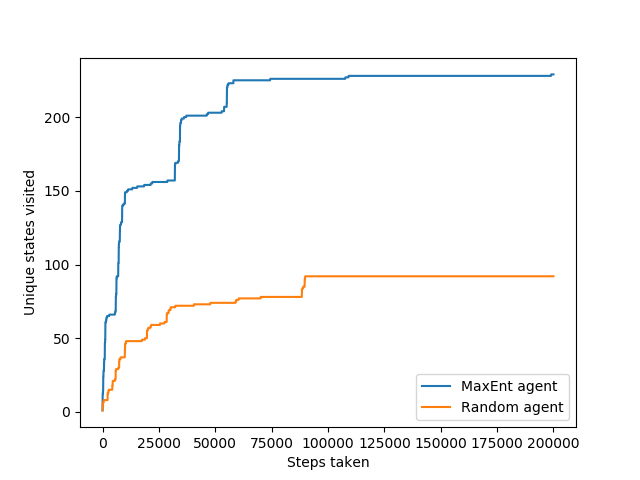 Unique states visited
200
150
100
50
0
MaxEnt agent
Random agent
0 25000 50000 75000 100000 125000 150000 175000 200000
Steps taken